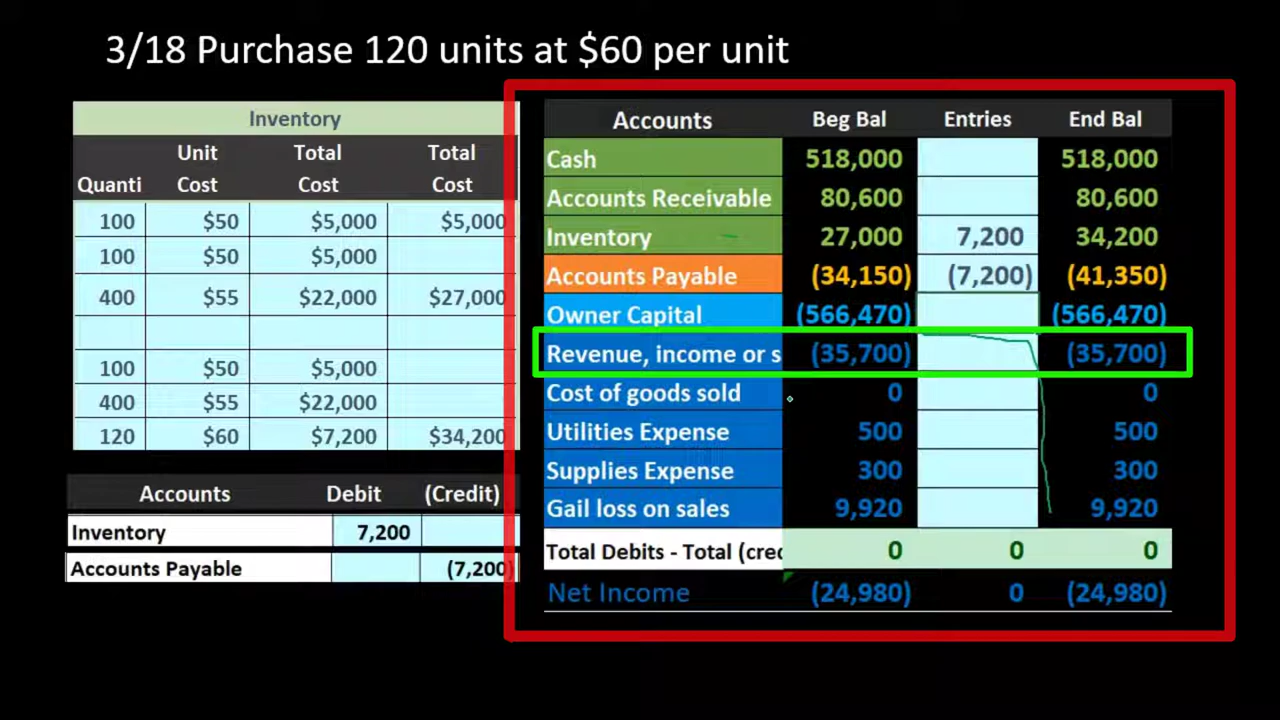 3/18 Purchase 120 units at $60 per unit
Inventory
Quanti Unit Cost Total Cost Total Cost
100 $50 $5,000 $5,000
100 $50 $5,000
400 $55 $22,000 $27,000
100 $50 $5,000
400 $55 $22,000
120 $60 $7,200 $34,200
Accounts Debit (Credit)
Inventory 7,200
Accounts Payable (7,200)
Accounts Beg Bal Entries End Bal
Cash 518,000 518,000
Accounts Receivable 80,600 80,600
Inventory 27,000 7,200 34,200
Accounts Payable (34,150) (7,200) (41,350)
Owner Capital (566,470) (566,470)
Revenue, income or s (35,700) (35,700)
Cost of goods sold 0 0
Utilities Expense 500 500
Supplies Expense 300 300
Gail loss on sales 9,920 9,920
Total Debits - Total (cred 0 0 0
Net Income (24,980) 0 (24,980)